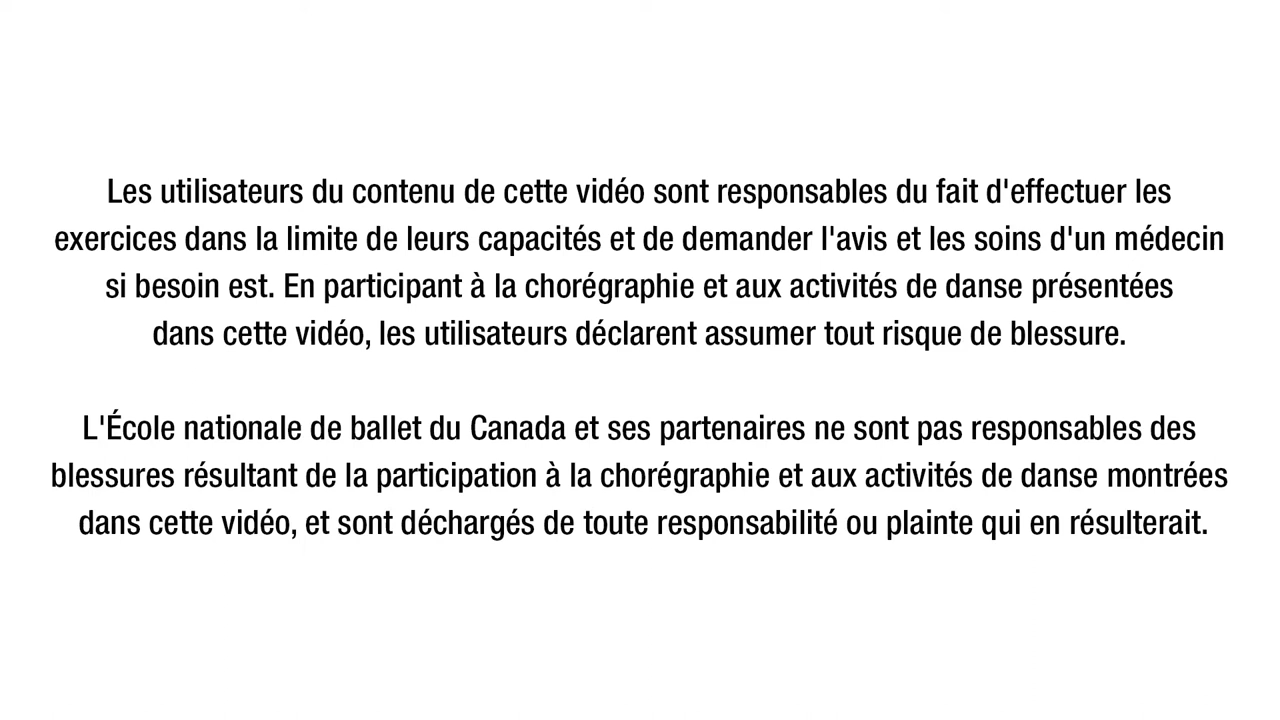 Les utilisateurs du contenu de cette vidéo sont responsables du fait d'effectuer les
exercices dans la limite de leurs capacités et de demander l'avis et les soins d'un médecin
si besoin est. En participant à la chorégraphie et aux activités de danse présentées
dans cette vidéo, les utilisateurs déclarent assumer tout risque de blessure.
L'École nationale de ballet du Canada et ses partenaires ne sont pas responsables des
blessures résultant de la participation à la chorégraphie et aux activités de danse montrées
dans cette vidéo, et sont déchargés de toute responsabilité ou plainte qui en résulterait.